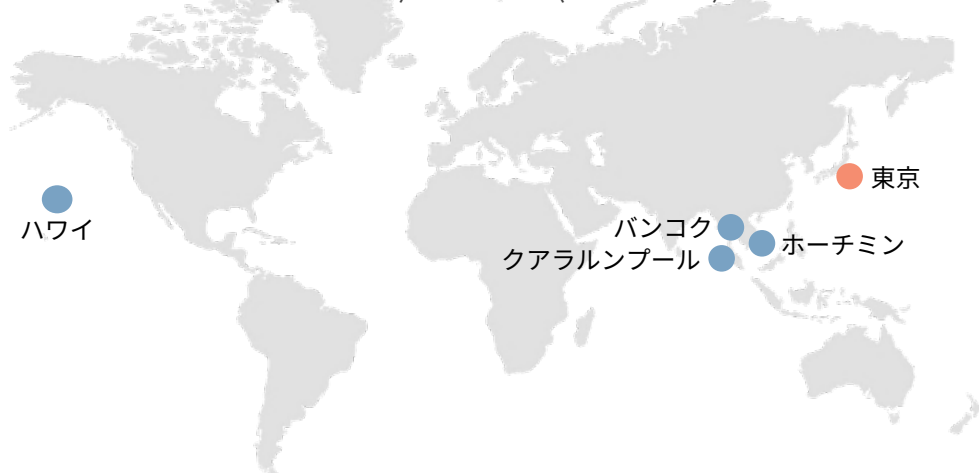 東京
ハワイ
バンコク
ホーチミン
クアラルンプール